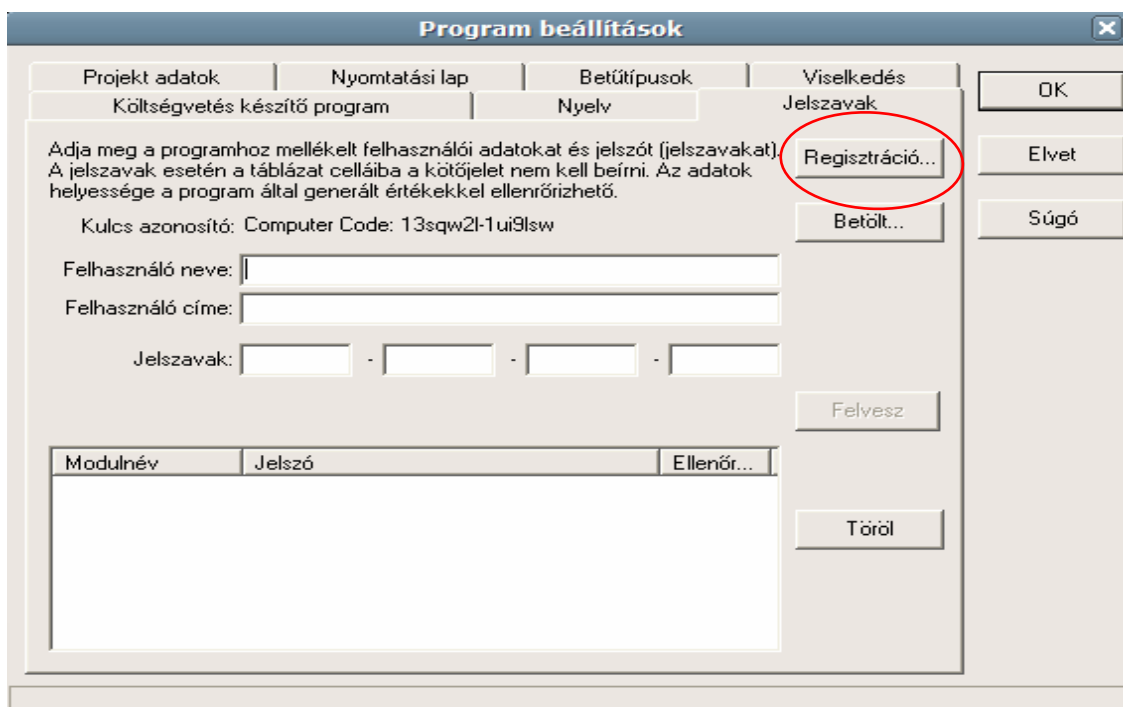 Program beállítások
Projekt adatok
Nyomtatási lap
Betűtípusok
Viselkedés
Költségvetés készítő program
Nyelv
Jelszavak
OK
Elvet
Súgó
Adja meg a programhoz mellékelt felhasználói adatokat és jelszót (jelszavakat).
A jelszavak esetén a táblázat celláiba a kötőjelet nem kell beírni. Az adatok
helyessége a program által generált értékekkel ellenőrizhető.
Regisztráció...
Kulcs azonosító: Computer Code: 13sqw2l-1ui9lsw
Betölt...
Felhasználó neve:
Felhasználó címe:
Jelszavak: - - -
Felvesz
Modulnév Jelszó Ellenőr...
Töröl